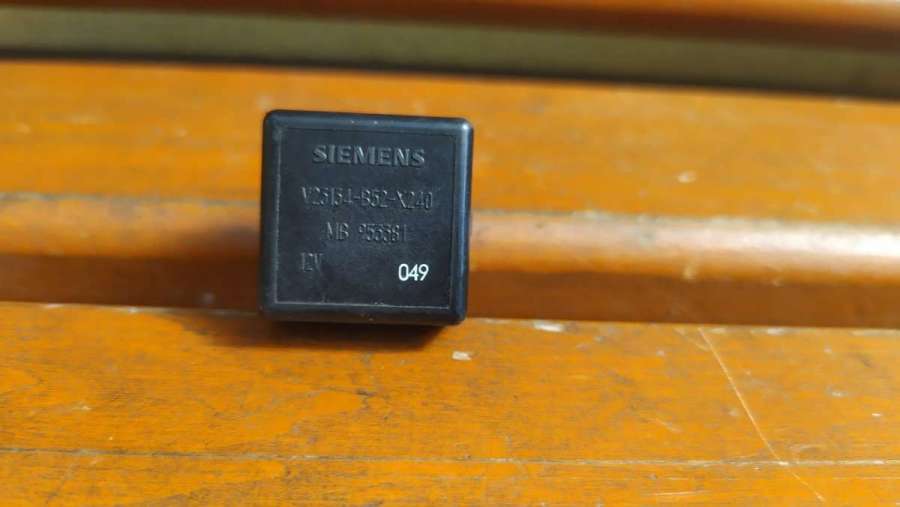 SIEMENS
V23134-B52-X240
MB 953381
12V
049